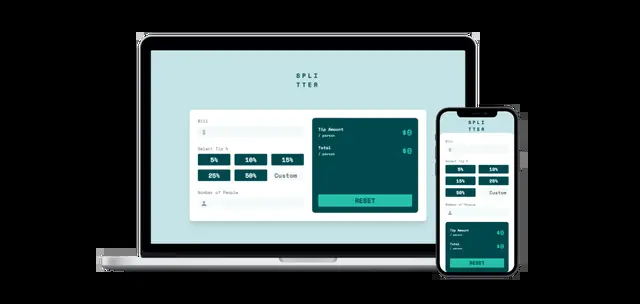 SPLI
TTER
Bill
$
Select Tip %
5% 10% 15%
25% 50% Custom
Number of People
Tip Amount
/ person
$0
Total
/ person
$0
RESET
SPLI
TTER
Bill
$
Select Tip %
5% 10%
15% 25%
50% Custom
Number of People
Tip Amount
/ person
$0
Total
/ person
$0
RESET